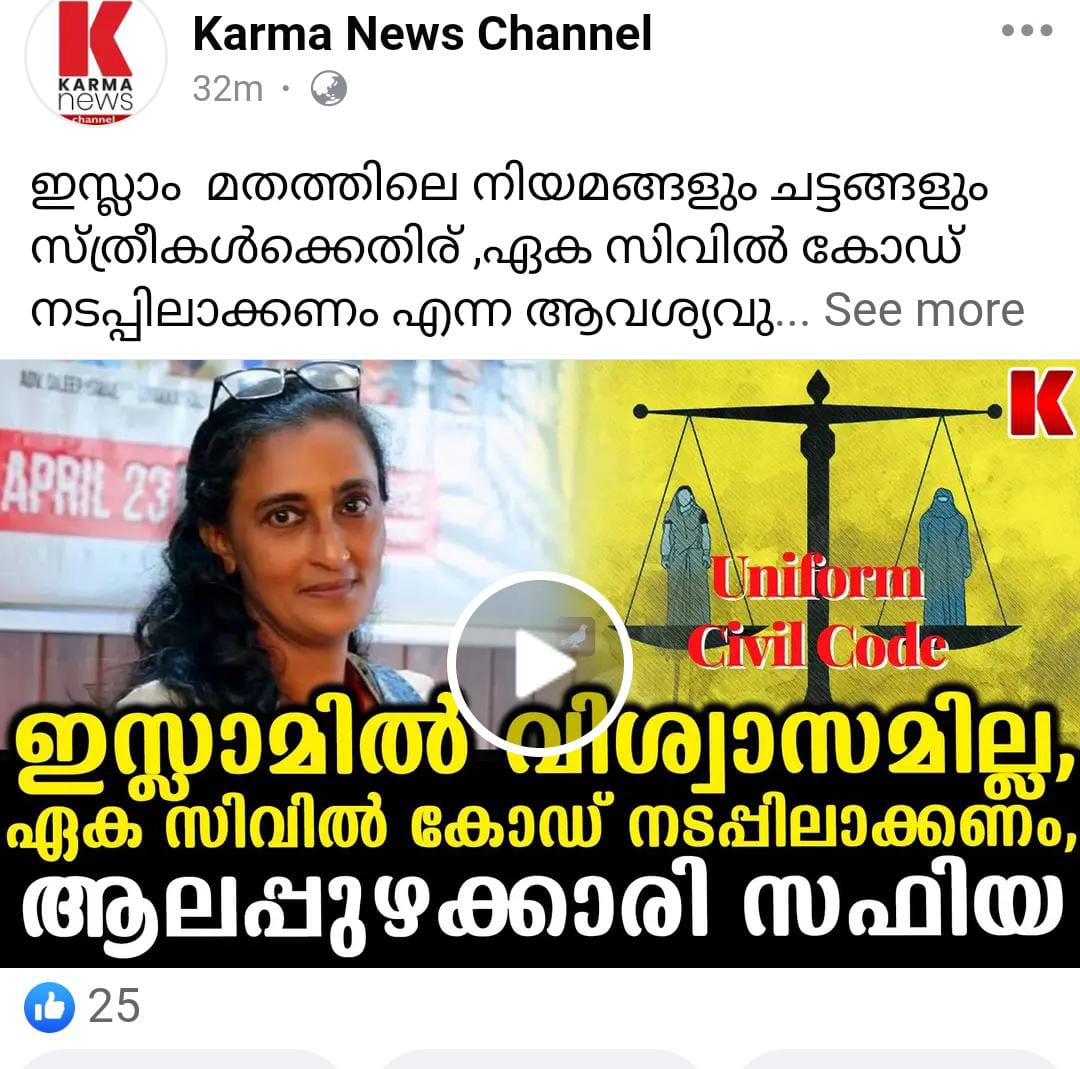 K
KARMA
news
channel
Karma News Channel
32m
ഇസ്ലാം മതത്തിലെ നിയമങ്ങളും ചട്ടങ്ങളും
സ്ത്രീകൾക്കെതിര് ,ഏക സിവിൽ കോഡ്
നടപ്പിലാക്കണം എന്ന ആവശ്യവു... See more
K
APRIL 23
Uniform
Civil Code
ഇസ്ലാമിൽ വിശ്വാസമില്ല,
ഏക സിവിൽ കോഡ് നടപ്പിലാക്കണം,
ആലപ്പുഴക്കാരി സഫിയ
25